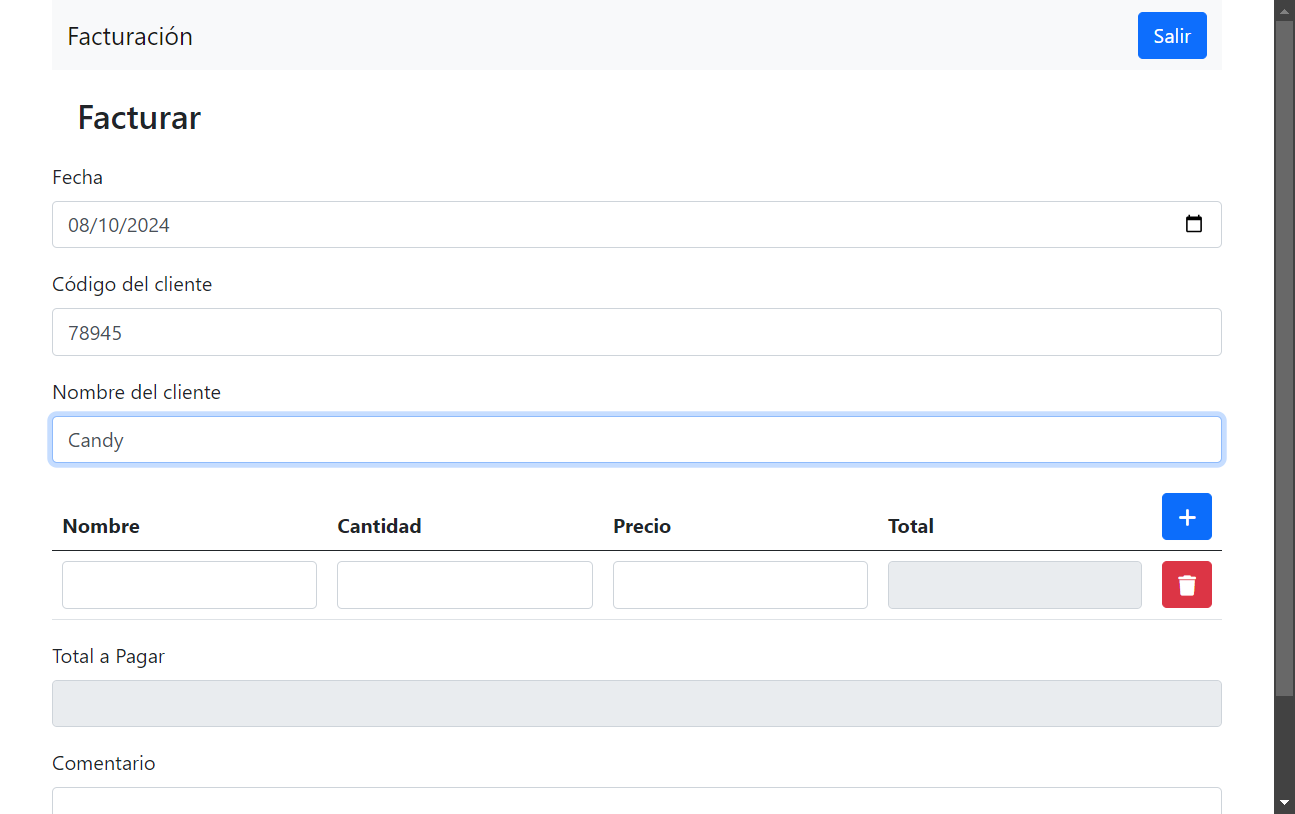 Facturación
Salir
Facturar
Fecha
08/10/2024
Código del cliente
78945
Nombre del cliente
Candy
Nombre Cantidad Precio Total
Total a Pagar
Comentario